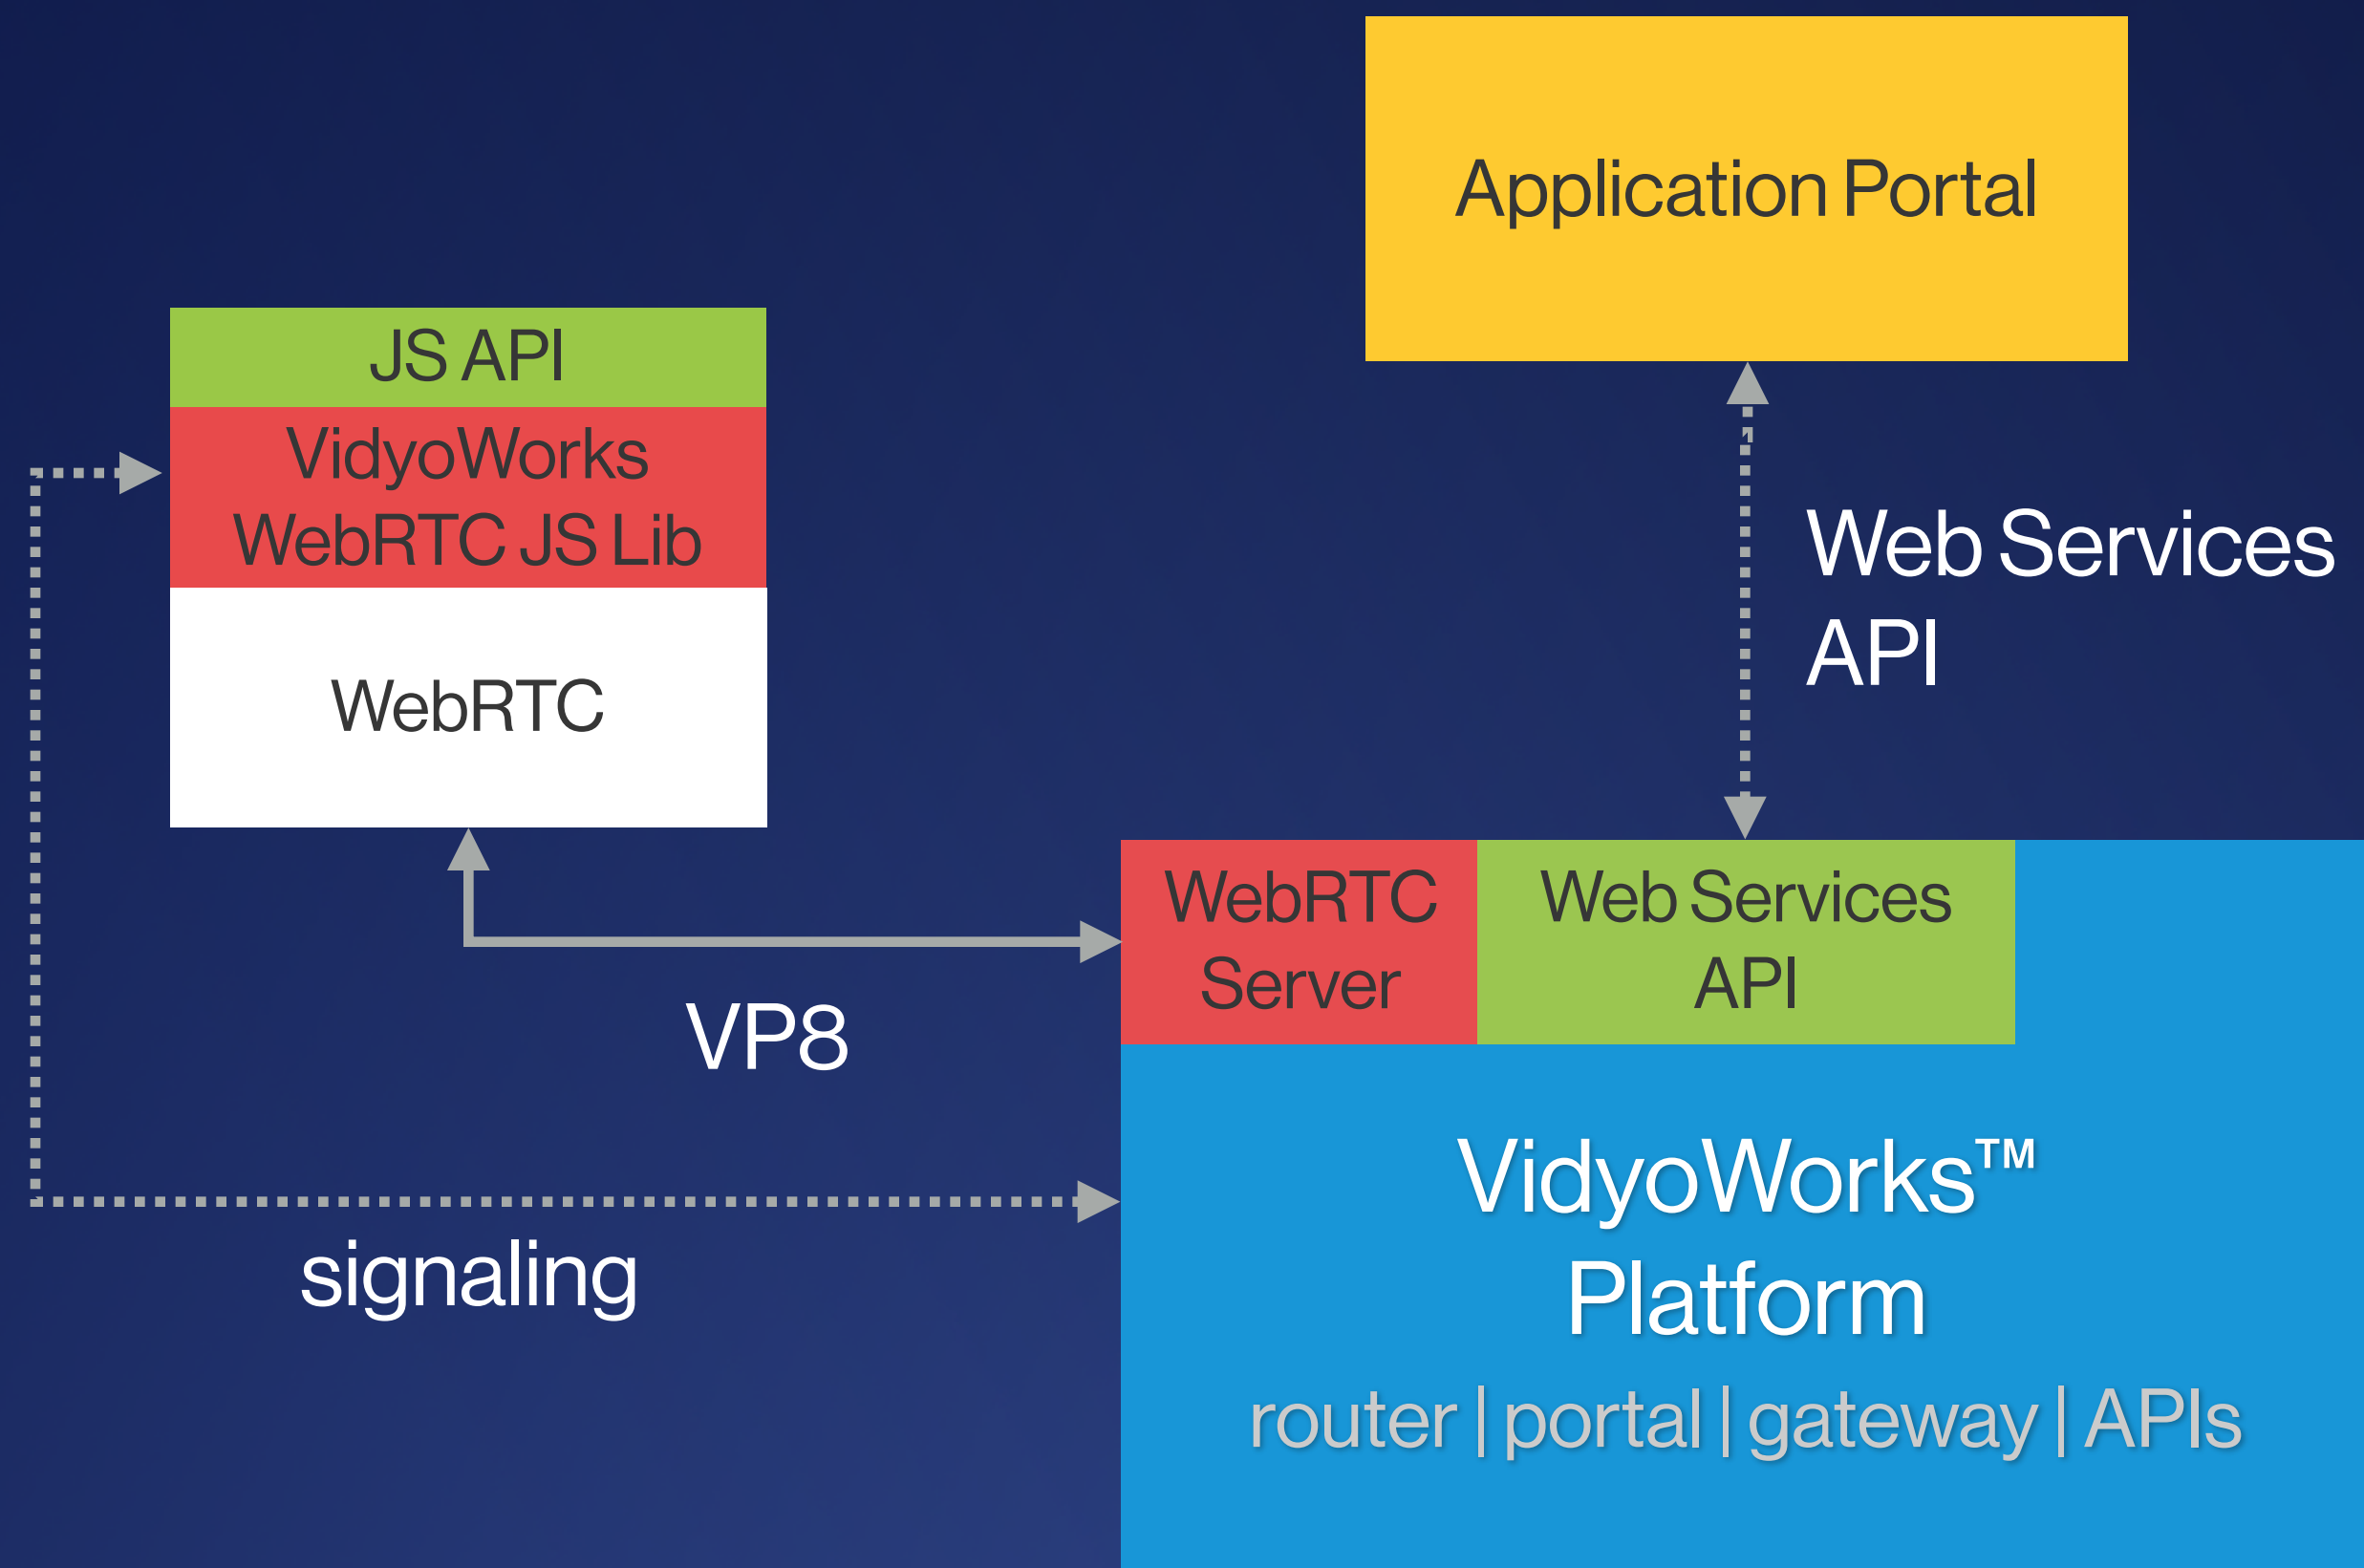 Application Portal
JS API
VidyoWorks
WebRTC JS Lib
WebRTC
Web Services
API
WebRTC
Server
Web Services
API
VP8
signaling
VidyoWorks™
Platform
router | portal | gateway | APIs